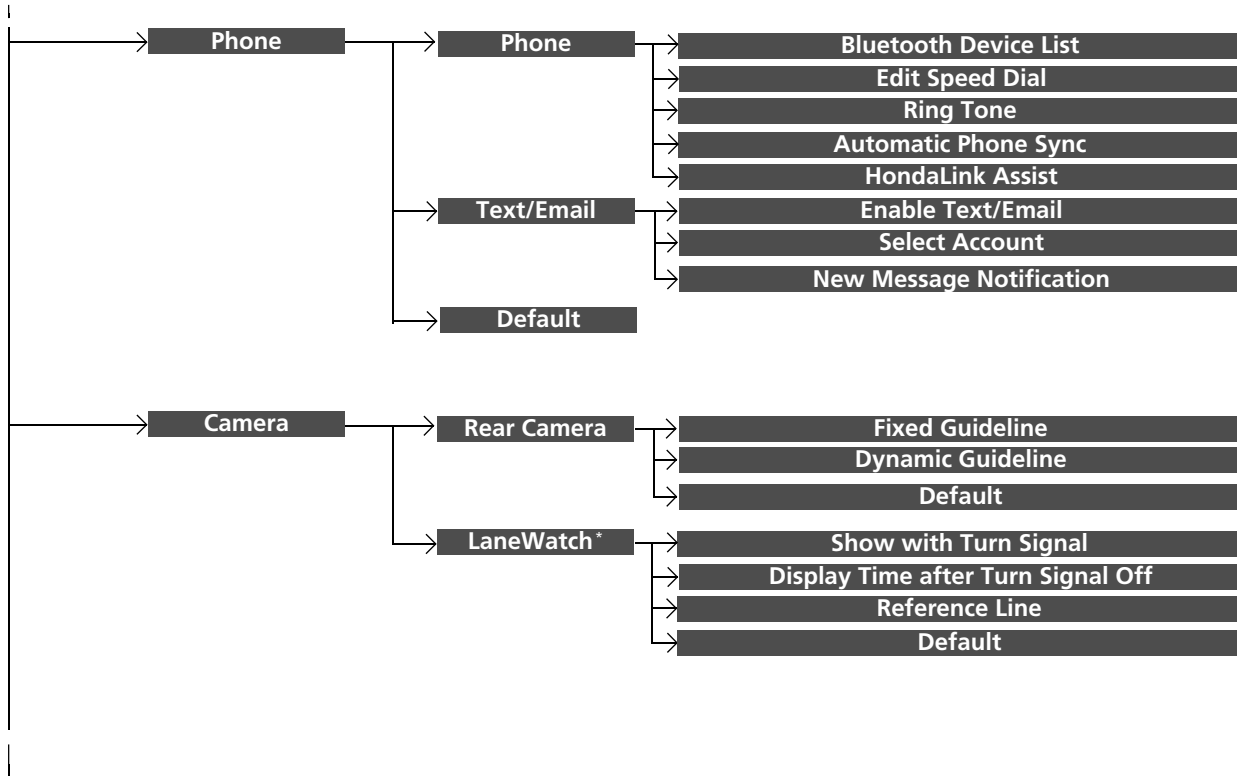 Phone
Phone
Bluetooth Device List
Edit Speed Dial
Ring Tone
Automatic Phone Sync
HondaLink Assist
Text/Email
Enable Text/Email
Select Account
New Message Notification
Default
Camera
Rear Camera
Fixed Guideline
Dynamic Guideline
Default
LaneWatch*
Show with Turn Signal
Display Time after Turn Signal Off
Reference Line
Default